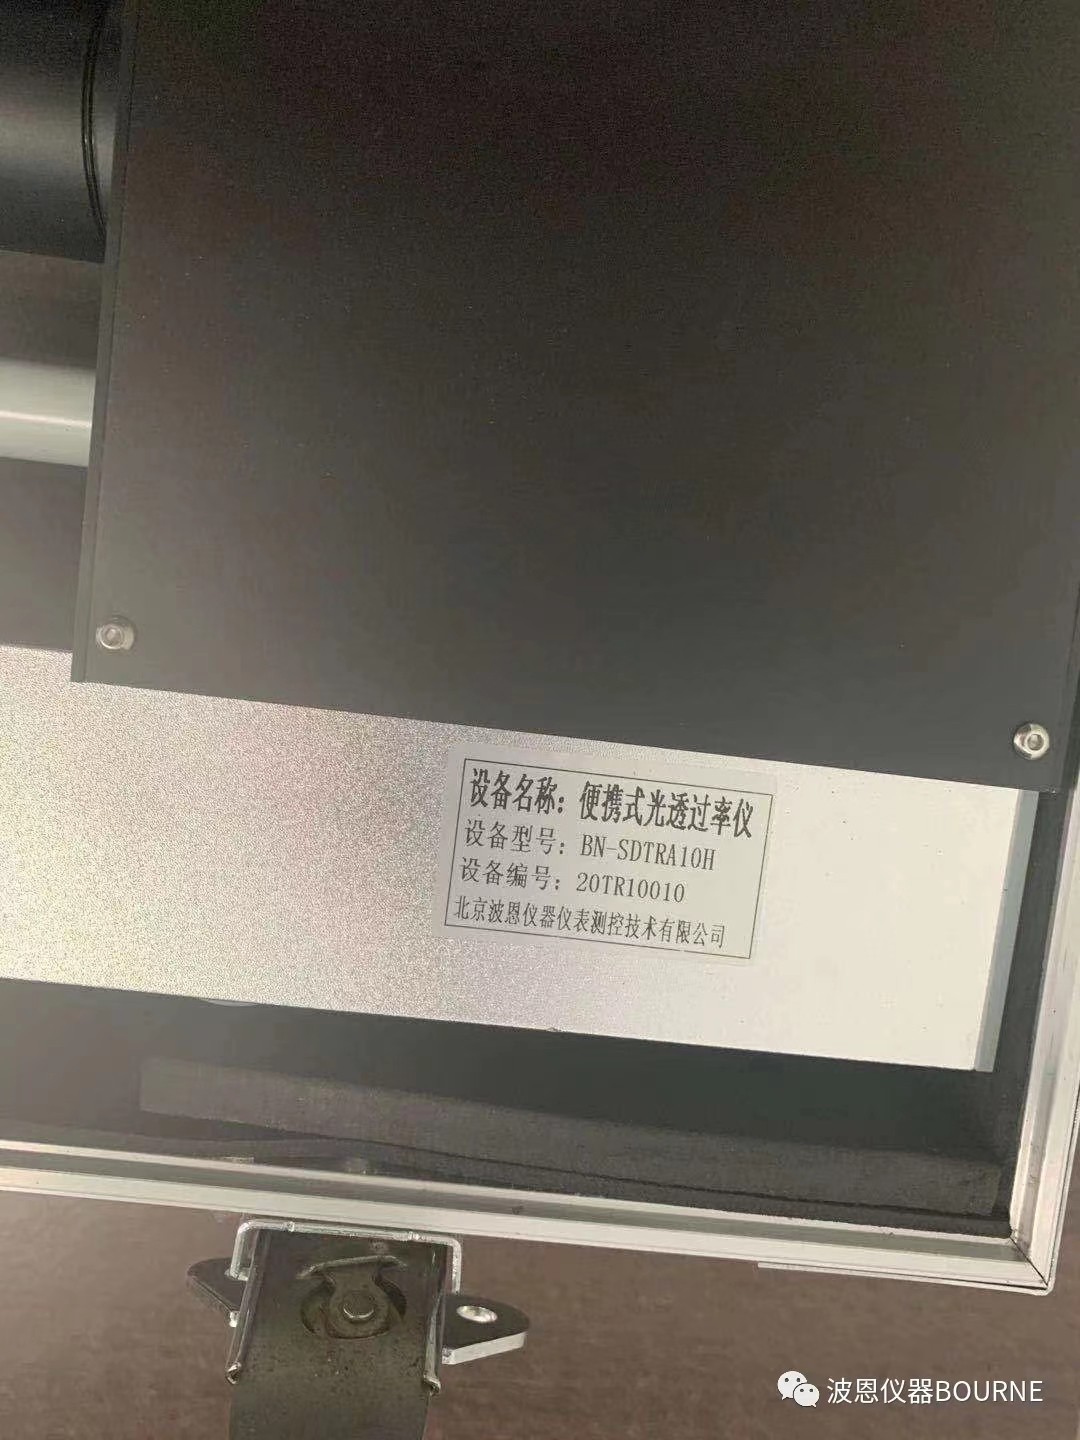 设备名称：便携式光透过率仪
设备型号：BN-SDTRA10H
设备编号：20TR10010
北京波恩仪器仪表测控技术有限公司
波恩仪器BOURNE